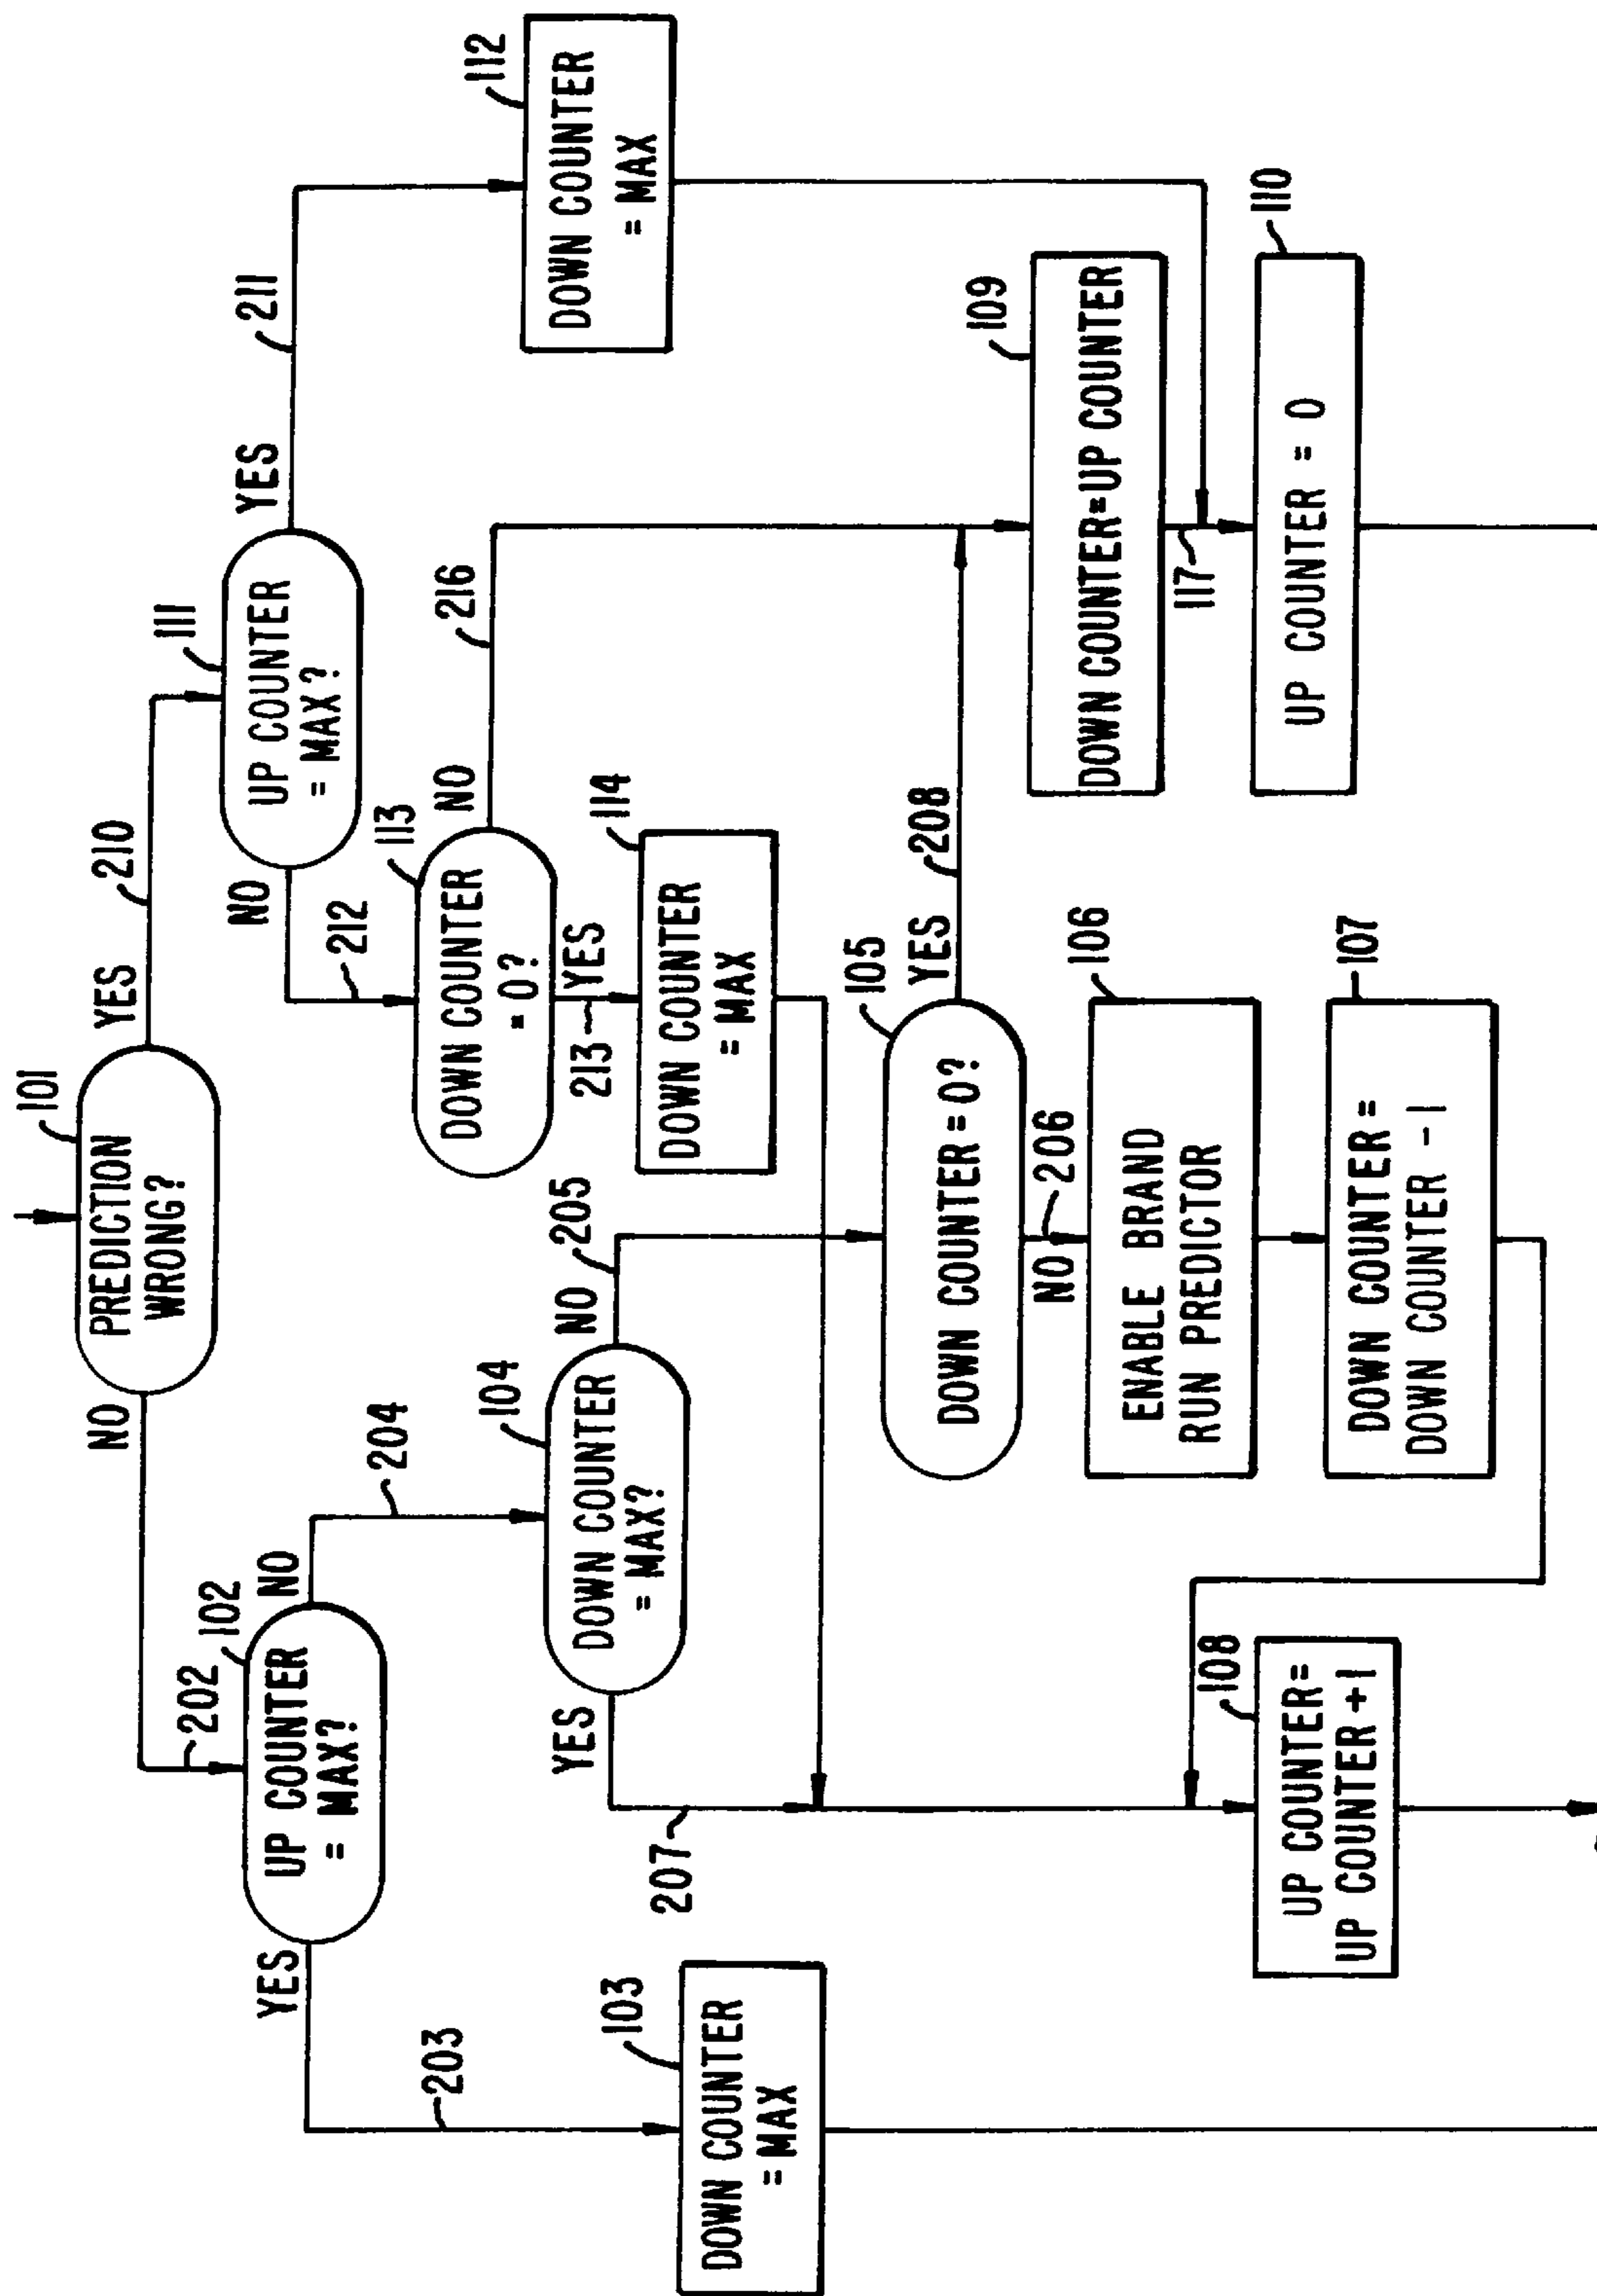 101
PREDICTION
WRONG?
NO
YES
202
210
102
UP COUNTER
= MAX?
YES
NO
111
UP COUNTER
= MAX?
NO
YES
203
204
212
211
113
DOWN COUNTER
= 0?
NO
216
213
YES
104
DOWN COUNTER
= MAX?
YES
NO
205
112
DOWN COUNTER
= MAX
103
DOWN COUNTER
= MAX
114
DOWN COUNTER
= MAX
207
105
DOWN COUNTER = 0?
YES
208
NO
206
106
ENABLE BRAND
RUN PREDICTOR
109
DOWN COUNTER=UP COUNTER
117
108
UP COUNTER=
UP COUNTER +1
107
DOWN COUNTER =
DOWN COUNTER -1
110
UP COUNTER = 0